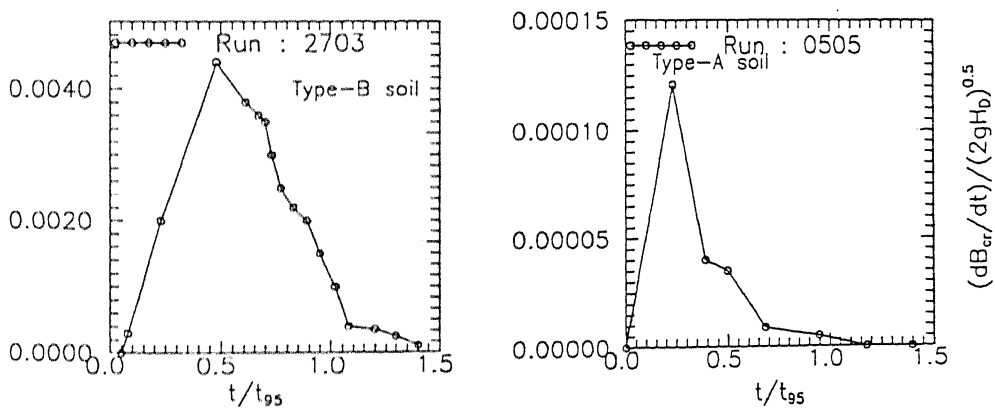 Run : 2703
Type-B soil
0.0040
0.0020
0.0000
0.0
0.5
1.0
1.5
t/t95
0.00015
Run : 0505
Type-A soil
0.00010
0.00005
0.00000
0.0
0.5
1.0
1.5
t/t95
(dBcr/dt)/(2gHD)0.5